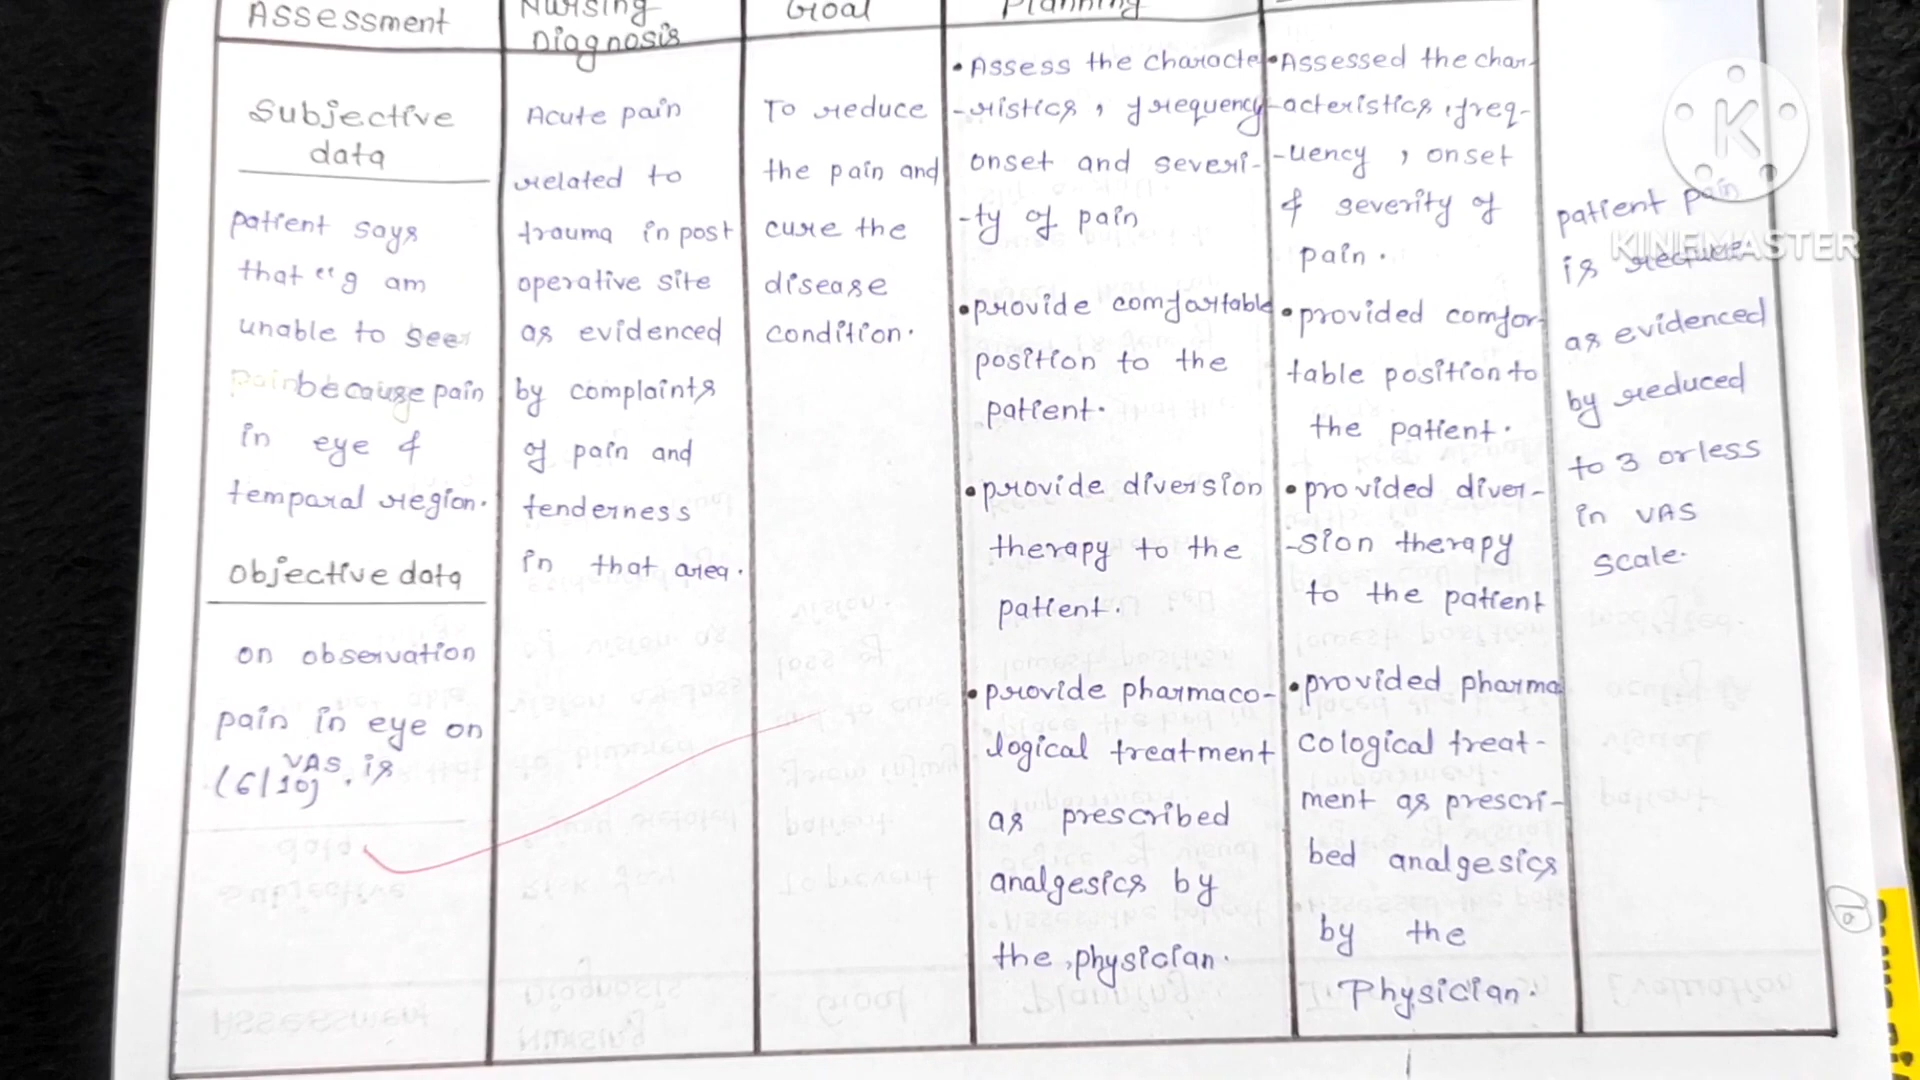 Assessment
Nursing
Diagnosis
Goal
Planning
Subjective
data
patient says
that "I am
unable to see
because pain
in eye &
temparal region.
Objective data
on observation
pain in eye on
VAS is
(6/10)
Acute pain
related to
trauma in post
operative site
as evidenced
by complaints
of pain and
tenderness
in that area.
To reduce
the pain and
cure the
disease
condition.
• Assess the characte
-ristics, frequency
onset and severi-
-ty of pain
• provide comfortable
position to the
patient.
• provide diversion
therapy to the
patient.
• provide pharmaco-
logical treatment
as prescribed
analgesics by
the physician.
• Assessed the char-
-acteristics, freq-
-uency, onset
& severity of
pain.
• provided comfor-
table position to
the patient.
• provided diver-
-sion therapy
to the patient
• provided pharma
cological treat-
ment as prescri-
bed analgesics
by the
Physician.
patient pain
is
as evidenced
by reduced
to 3 or less
in VAS
scale.
K
KINEMASTER